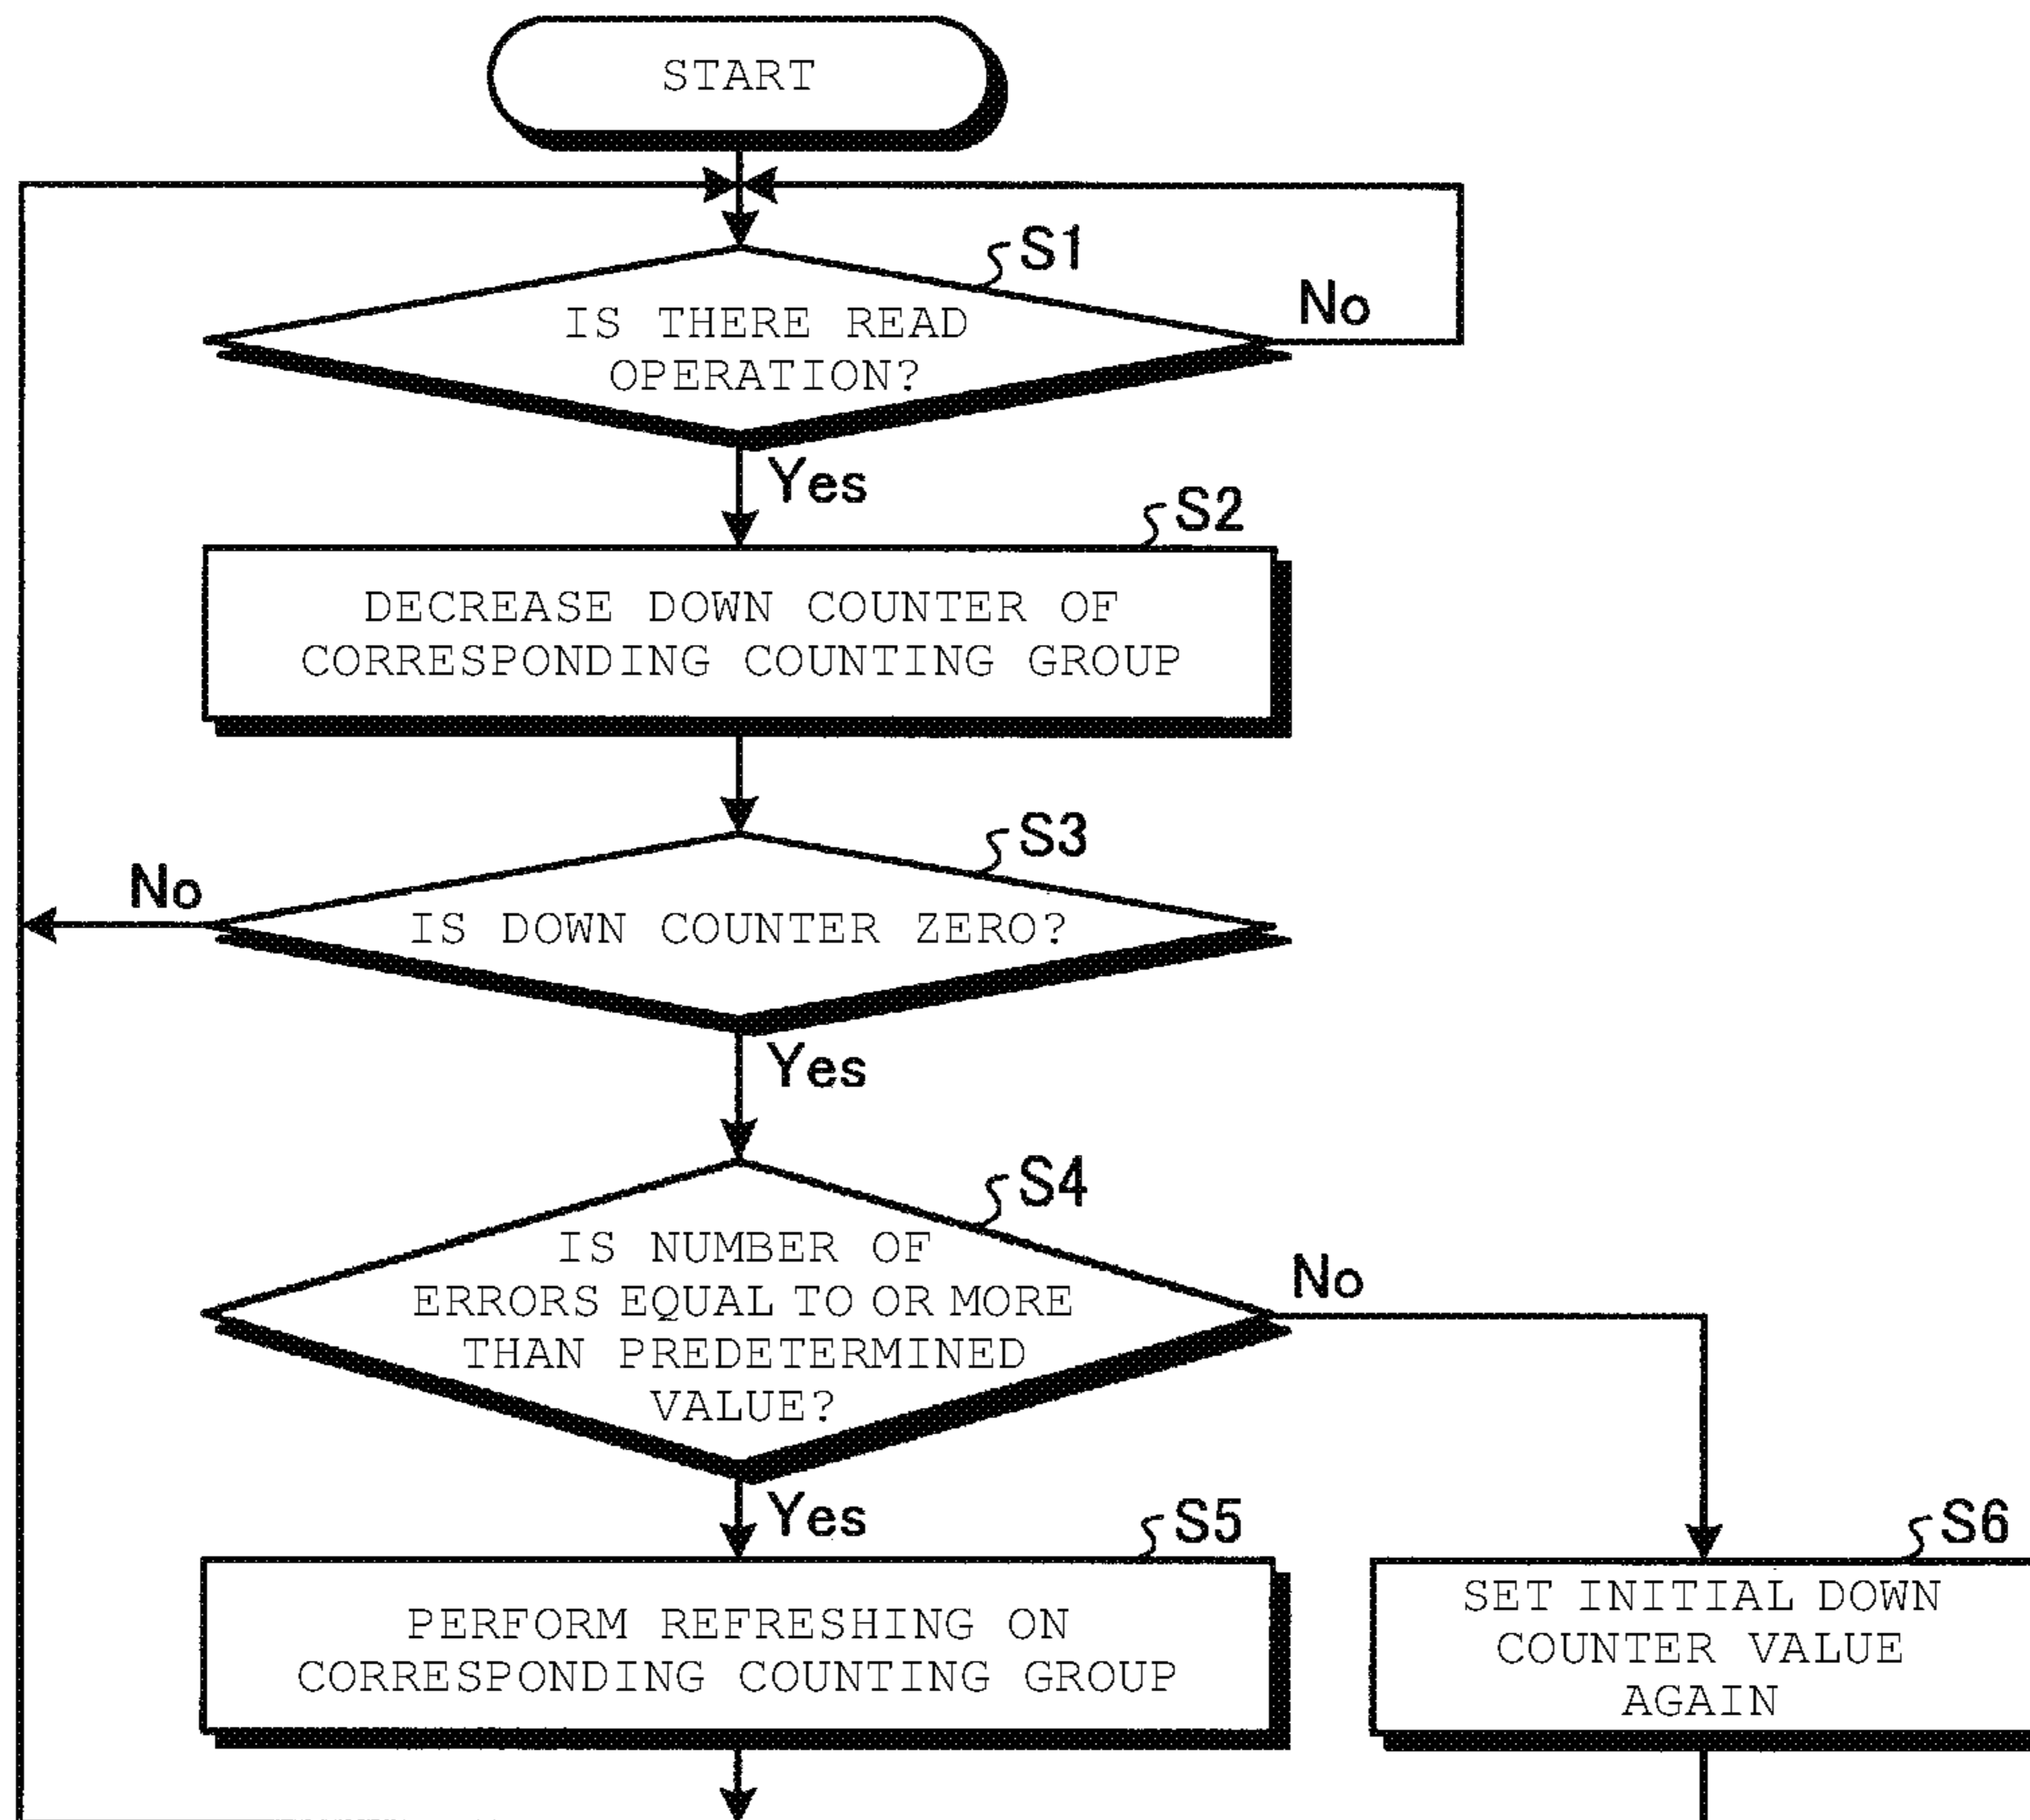 START
S1
IS THERE READ
OPERATION?
No
Yes
S2
DECREASE DOWN COUNTER OF
CORRESPONDING COUNTING GROUP
S3
No
IS DOWN COUNTER ZERO?
Yes
S4
IS NUMBER OF
ERRORS EQUAL TO OR MORE
THAN PREDETERMINED
VALUE?
No
Yes
S5
PERFORM REFRESHING ON
CORRESPONDING COUNTING GROUP
S6
SET INITIAL DOWN
COUNTER VALUE
AGAIN